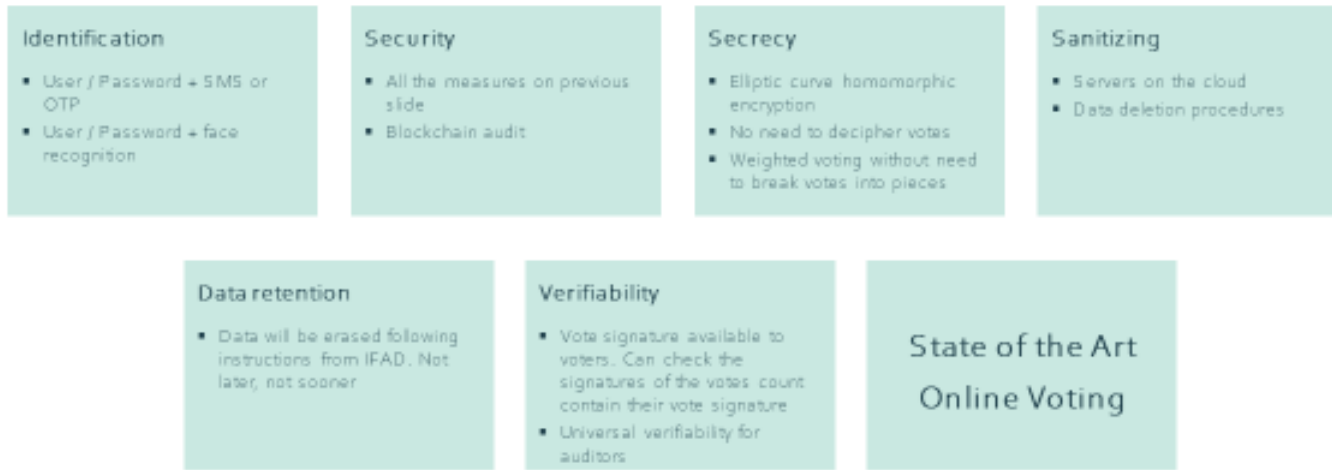 Identification
▪ User / Password + SMS or
OTP
▪ User / Password + face
recognition
Security
▪ All the measures on previous
slide
▪ Blockchain audit
Secrecy
▪ Elliptic curve homomorphic
encryption
▪ No need to decipher votes
▪ Weighted voting without need
to break votes into pieces
Sanitizing
▪ Servers on the cloud
▪ Data deletion procedures
Data retention
▪ Data will be erased following
instructions from IFAD. Not
later, not sooner
Verifiability
▪ Vote signature available to
voters. Can check the
signatures of the votes count
contain their vote signature
▪ Universal verifiability for
auditors
State of the Art
Online Voting